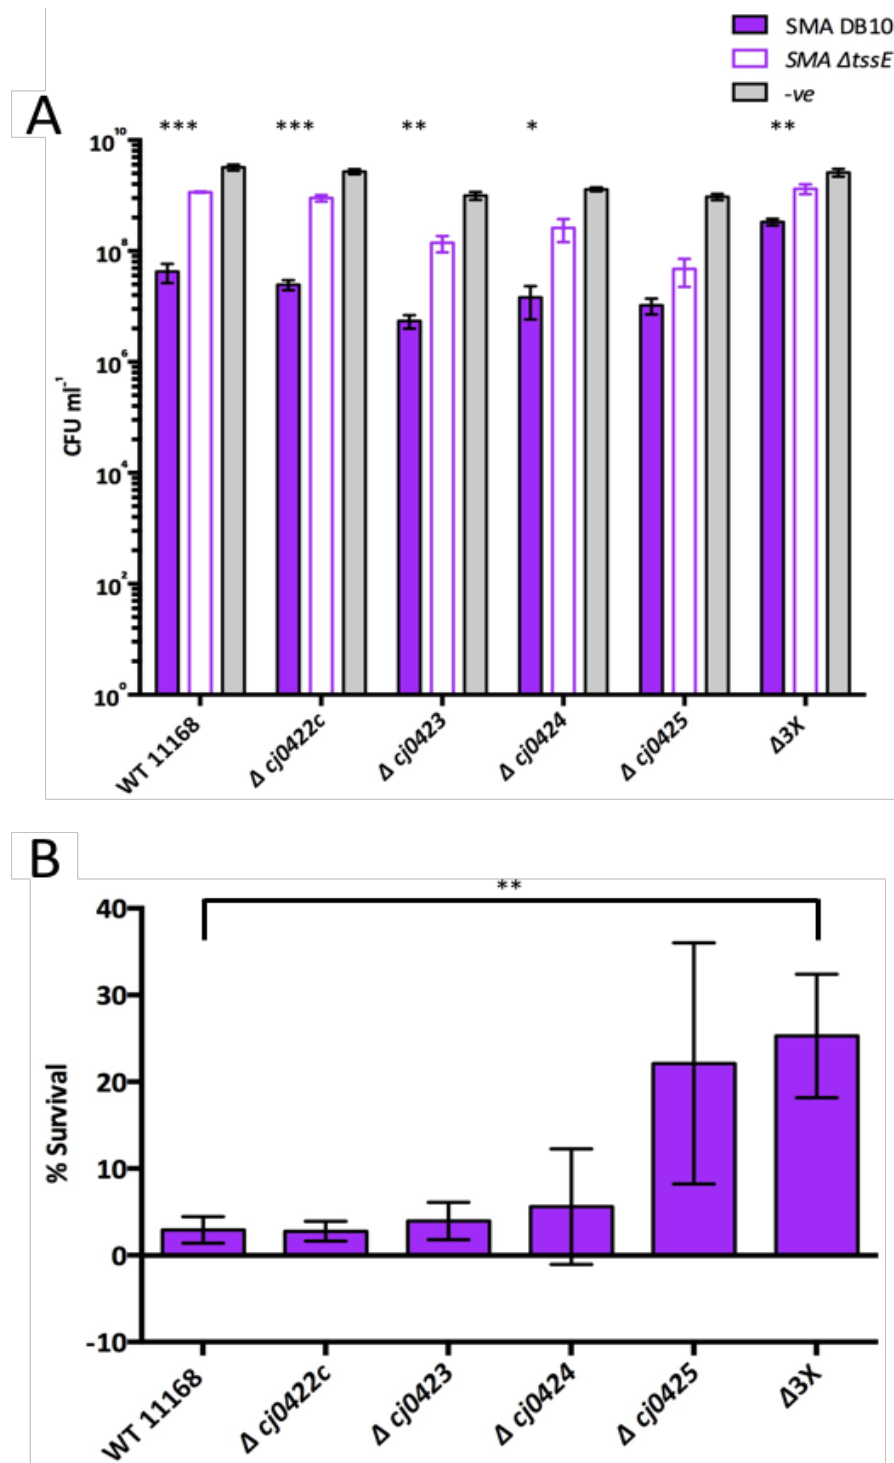 SMA DB10
SMA ΔtssE
-ve
A
*** *** ** * **
10¹⁰
10⁸
10⁶
10⁴
10²
10⁰
CFU ml⁻¹
WT 11168
Δ cj0422c
Δ cj0423
Δ cj0424
Δ cj0425
Δ3X
B
**
40
30
20
10
0
-10
% Survival
WT 11168
Δ cj0422c
Δ cj0423
Δ cj0424
Δ cj0425
Δ3X